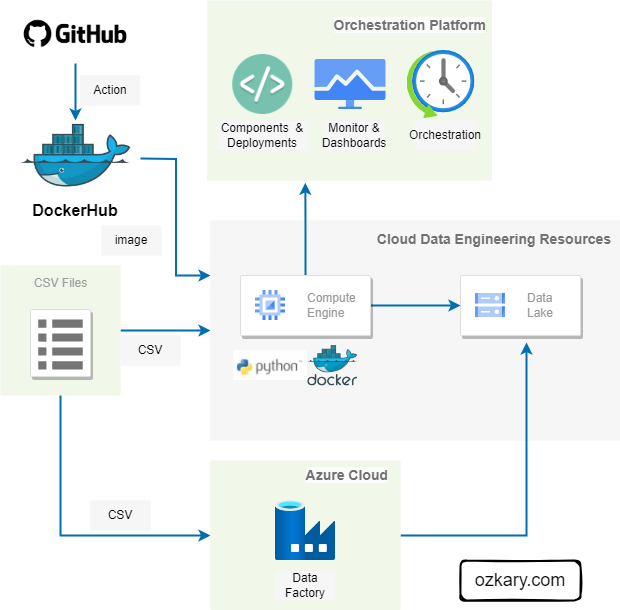 GitHub
Action
DockerHub
image
Orchestration Platform
Components &
Deployments
Monitor &
Dashboards
Orchestration
Cloud Data Engineering Resources
Compute
Engine
Data
Lake
python
docker
CSV Files
CSV
CSV
Azure Cloud
Data
Factory
ozkary.com